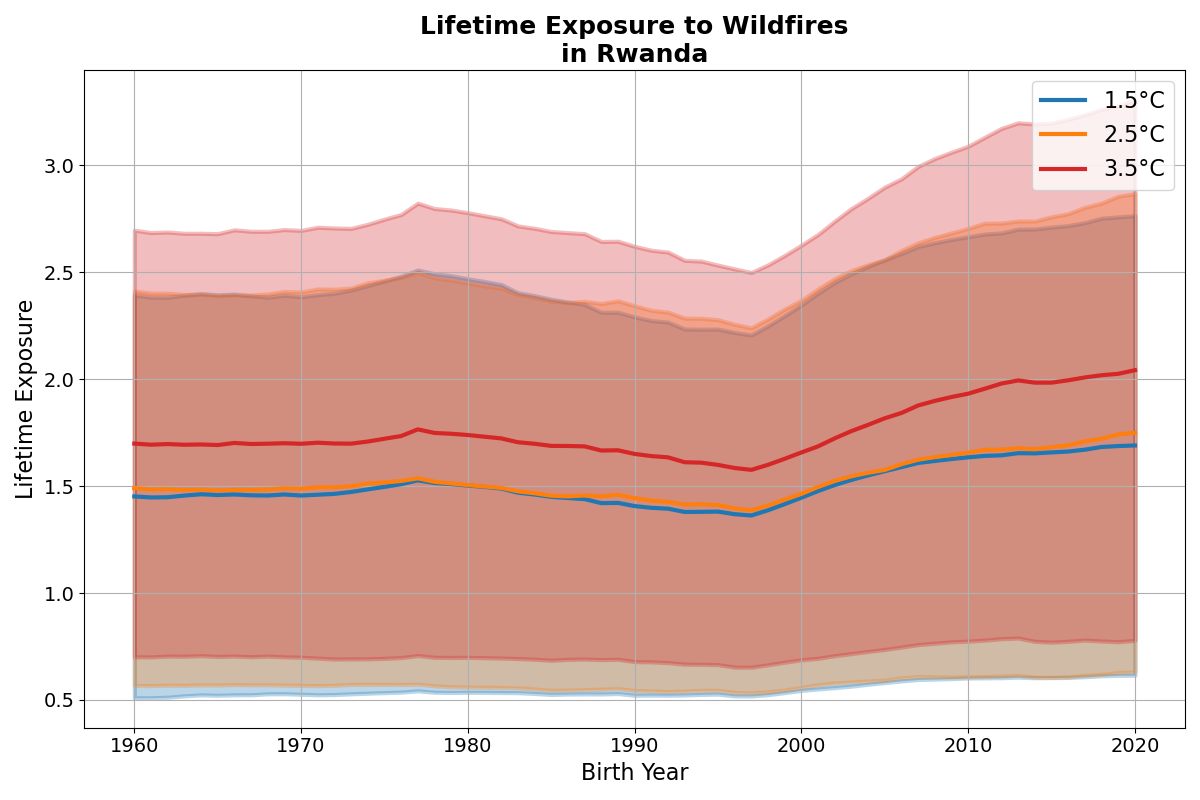 Lifetime Exposure to Wildfires
in Rwanda
1.5°C
2.5°C
3.5°C
Lifetime Exposure
3.0
2.5
2.0
1.5
1.0
0.5
1960
1970
1980
1990
2000
2010
2020
Birth Year